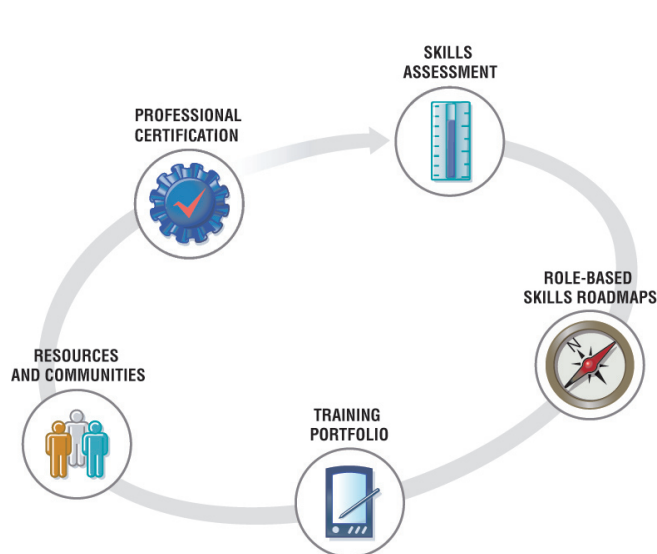 SKILLS
ASSESSMENT
PROFESSIONAL
CERTIFICATION
ROLE-BASED
SKILLS ROADMAPS
N
RESOURCES
AND COMMUNITIES
TRAINING
PORTFOLIO